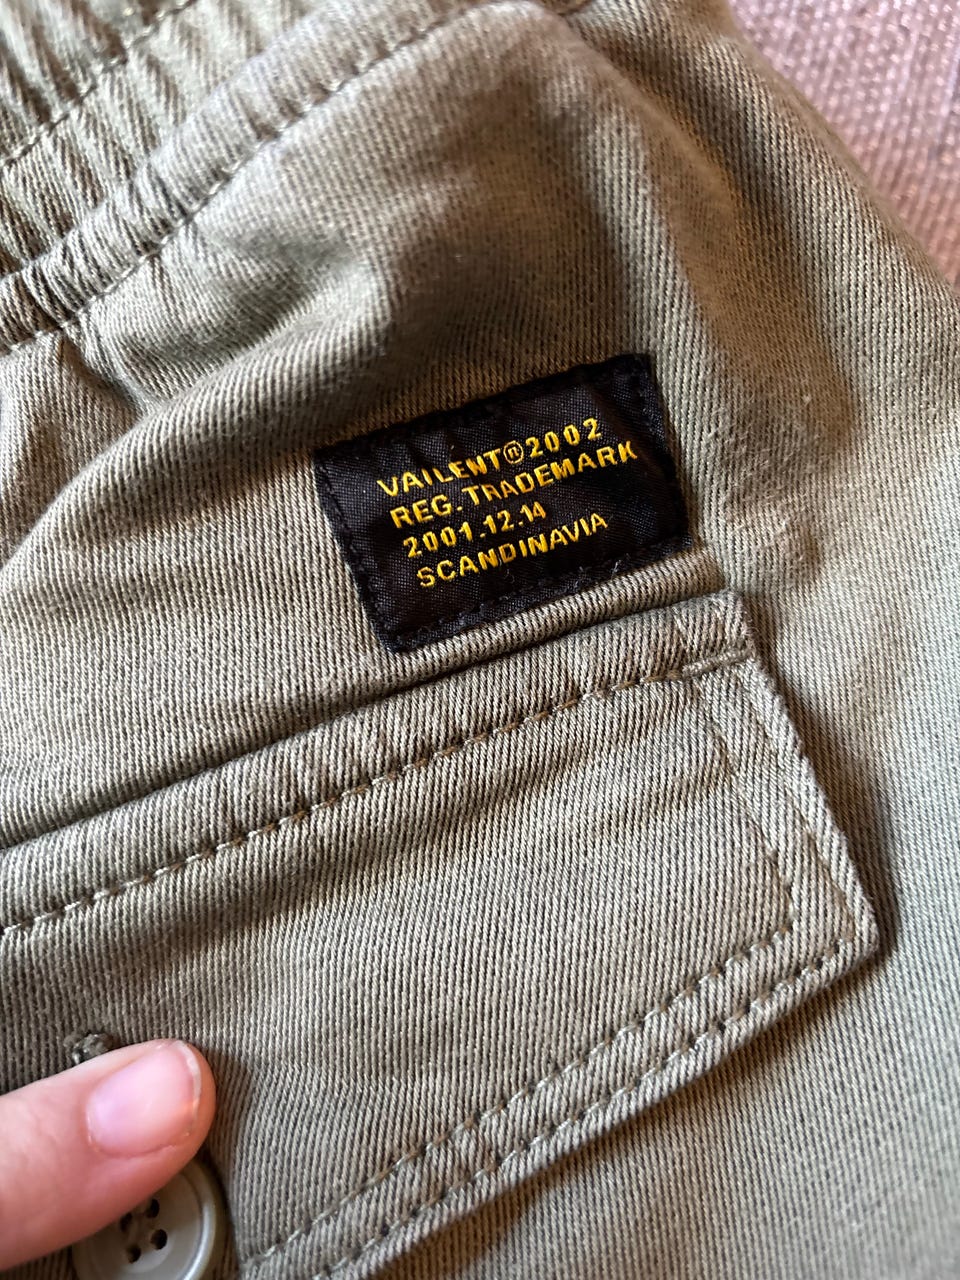 VAILENT®2002
REG. TRADEMARK
2001.12.14
SCANDINAVIA